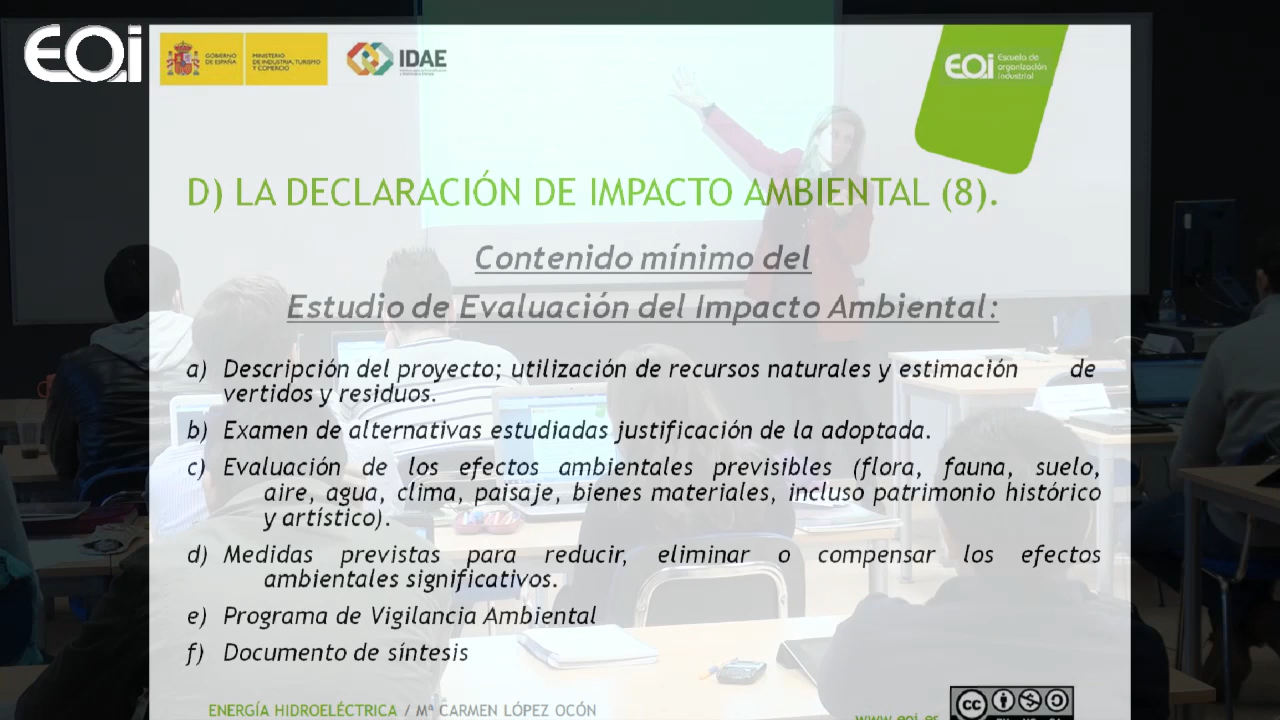 EOi
GOBIERNO DE ESPAÑA
MINISTERIO DE INDUSTRIA, TURISMO Y COMERCIO
IDAE
EOi Escuela de organización industrial
D) LA DECLARACIÓN DE IMPACTO AMBIENTAL (8).
Contenido mínimo del
Estudio de Evaluación del Impacto Ambiental:
a) Descripción del proyecto; utilización de recursos naturales y estimación de
vertidos y residuos.
b) Examen de alternativas estudiadas justificación de la adoptada.
c) Evaluación de los efectos ambientales previsibles (flora, fauna, suelo,
aire, agua, clima, paisaje, bienes materiales, incluso patrimonio histórico
y artístico).
d) Medidas previstas para reducir, eliminar o compensar los efectos
ambientales significativos.
e) Programa de Vigilancia Ambiental
f) Documento de síntesis
ENERGÍA HIDROELÉCTRICA / Mª CARMEN LÓPEZ OCÓN
www.eoi.es
cc